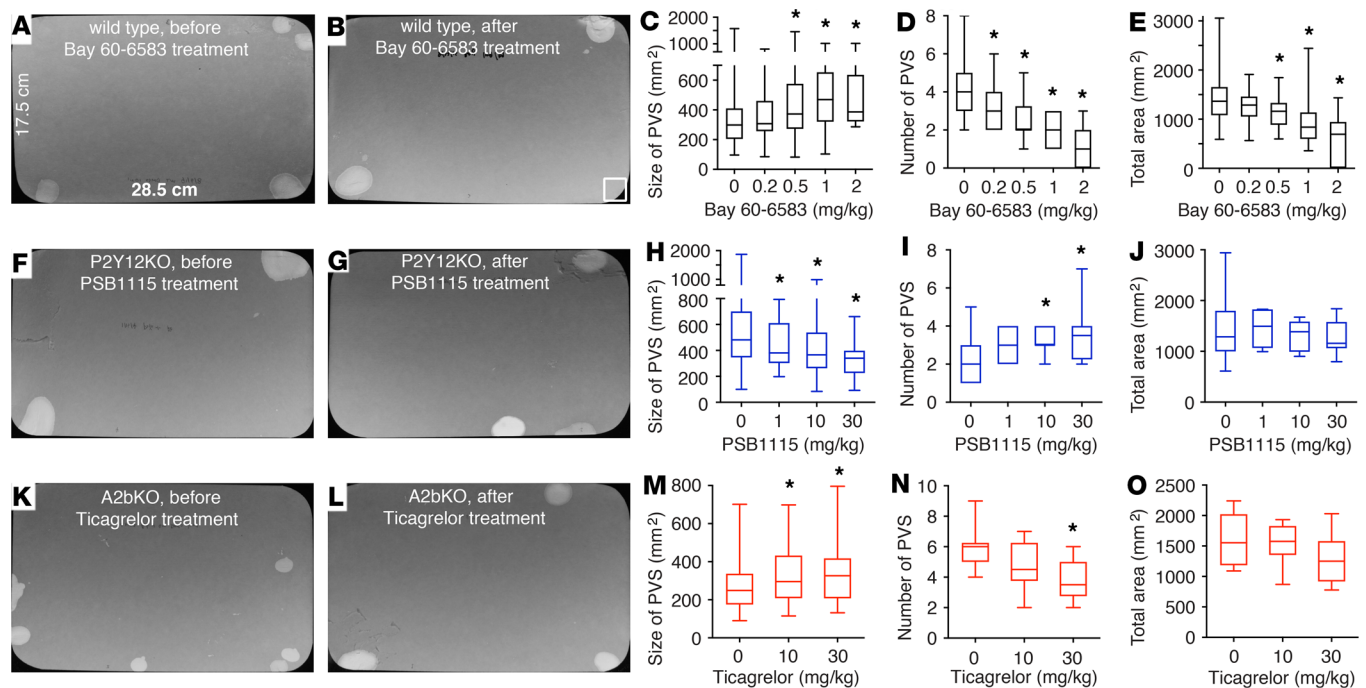 A
wild type, before
Bay 60-6583 treatment
17.5 cm
28.5 cm
B
wild type, after
Bay 60-6583 treatment
C
Size of PVS (mm2)
2000
1000
600
400
200
0
0 0.2 0.5 1 2
Bay 60-6583 (mg/kg)
* * *
D
Number of PVS
8
6
4
2
0
0 0.2 0.5 1 2
Bay 60-6583 (mg/kg)
* * * *
E
Total area (mm2)
3000
2000
1000
0
0 0.2 0.5 1 2
Bay 60-6583 (mg/kg)
* * *
F
P2Y12KO, before
PSB1115 treatment
G
P2Y12KO, after
PSB1115 treatment
H
Size of PVS (mm2)
2000
1000
800
600
400
200
0
0 1 10 30
PSB1115 (mg/kg)
* * *
I
Number of PVS
8
6
4
2
0
0 1 10 30
PSB1115 (mg/kg)
* *
J
Total area (mm2)
3000
2000
1000
0
0 1 10 30
PSB1115 (mg/kg)
K
A2bKO, before
Ticagrelor treatment
L
A2bKO, after
Ticagrelor treatment
M
Size of PVS (mm2)
800
600
400
200
0
0 10 30
Ticagrelor (mg/kg)
* *
N
Number of PVS
10
8
6
4
2
0
0 10 30
Ticagrelor (mg/kg)
*
O
Total area (mm2)
2500
2000
1500
1000
500
0
0 10 30
Ticagrelor (mg/kg)